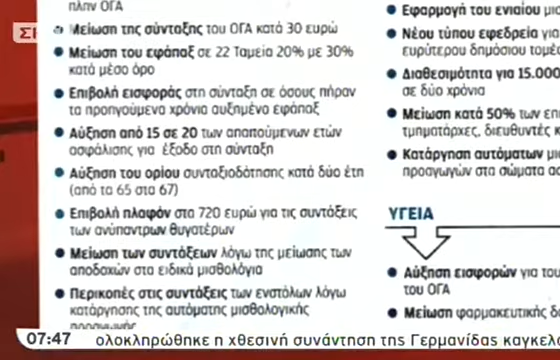 πλην ΟΓΑ
Μείωση της σύνταξης του ΟΓΑ κατά 30 ευρώ
Μείωση του εφάπαξ σε 22 Ταμεία 20% με 30%
κατά μέσο όρο
Επιβολή εισφοράς στη σύνταξη σε όσους πήραν
τα προηγούμενα χρόνια αυξημένο εφάπαξ
Αύξηση από 15 σε 20 των απαιτούμενων ετών
ασφάλισης για έξοδο στη σύνταξη
Αύξηση του ορίου συνταξιοδότησης κατά δύο έτη
(από τα 65 στα 67)
Επιβολή πλαφόν στα 720 ευρώ για τις συντάξεις
των ανύπαντρων θυγατέρων
Μείωση των συντάξεων λόγω της μείωσης των
αποδοχών στα ειδικά μισθολόγια
Περικοπές στις συντάξεις των ενστόλων λόγω
κατάργησης της αυτόματης μισθολογικής
προαγωγής
Εφαρμογή του ενιαίου
Νέου τύπου εφεδρεία για
ευρύτερου δημόσιου τομέ
Διαθεσιμότητα για 15.000
σε δύο χρόνια
Μείωση κατά 50% των επι
τμηματάρχες, διευθυντές κ
Κατάργηση αυτόματων μι
προαγωγών στα σώματα ασ
ΥΓΕΙΑ
Αύξηση εισφορών για του
του ΟΓΑ
Μείωση φαρμακευτικής δ
07:47 ολοκληρώθηκε η χθεσινή συνάντηση της Γερμανίδας καγκελ